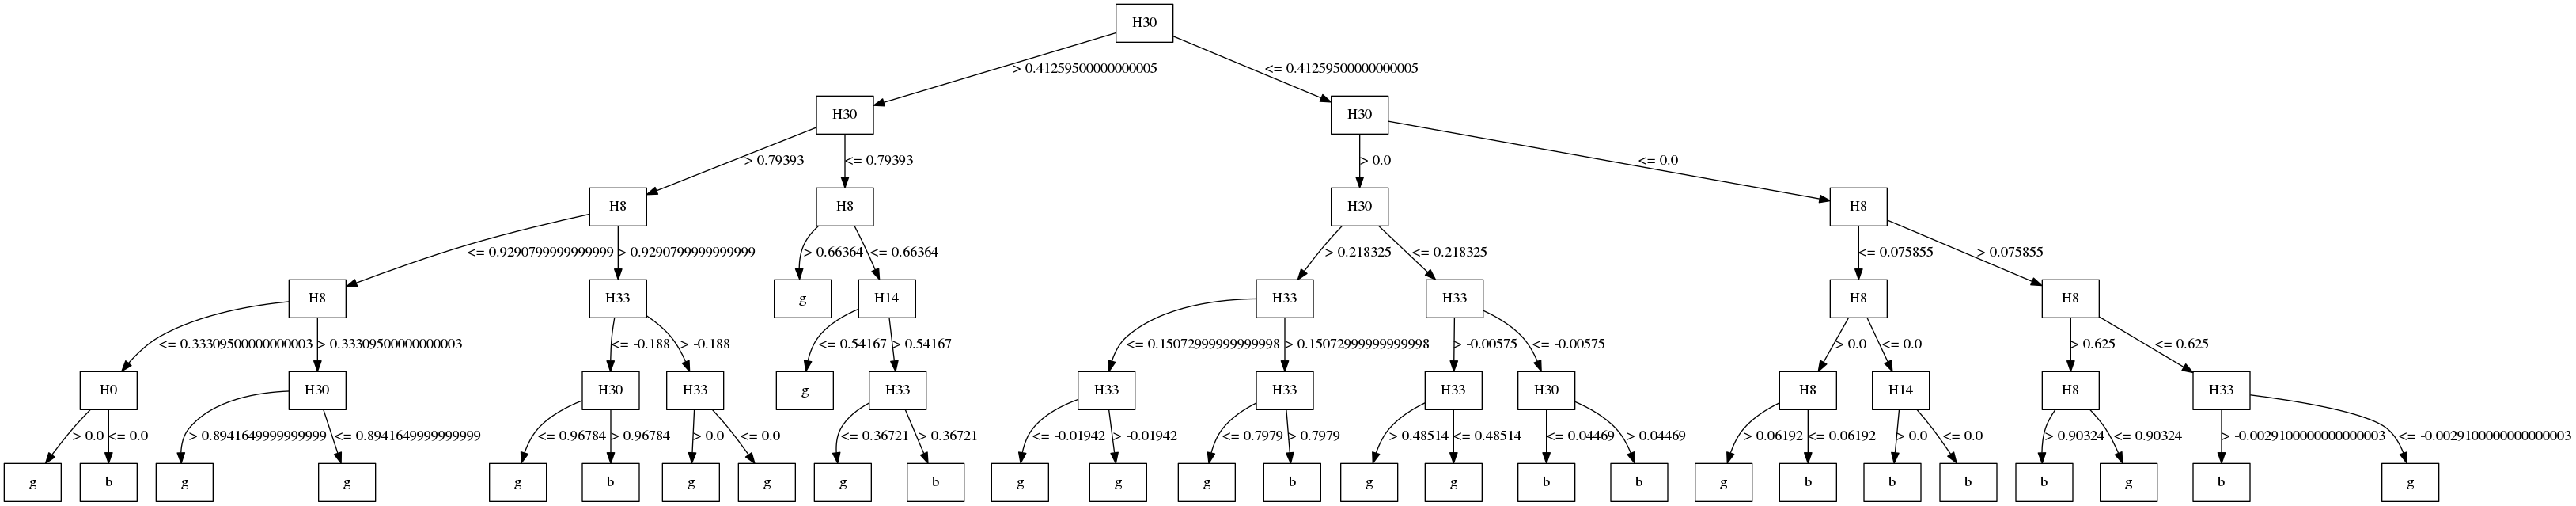 H30
> 0.41259500000000005 <= 0.41259500000000005
H30 H30
> 0.79393 <= 0.79393 > 0.0 <= 0.0
H8 H8 H30 H8
<= 0.9290799999999999 > 0.9290799999999999 > 0.66364 <= 0.66364 > 0.218325 <= 0.218325 <= 0.075855 > 0.075855
H8 H33 g H14 H33 H33 H8 H8
<= 0.33309500000000003 > 0.33309500000000003 <= -0.188 > -0.188 <= 0.54167 > 0.54167 <= 0.15072999999999998 > 0.15072999999999998 > -0.00575 <= -0.00575 > 0.0 <= 0.0 > 0.625 <= 0.625
H0 H30 H30 H33 g H33 H33 H33 H33 H30 H8 H14 H8 H33
> 0.0 <= 0.0 > 0.8941649999999999 <= 0.8941649999999999 <= 0.96784 > 0.96784 > 0.0 <= 0.0 <= 0.36721 > 0.36721 <= -0.01942 > -0.01942 <= 0.7979 > 0.7979 > 0.48514 <= 0.48514 <= 0.04469 > 0.04469 > 0.06192 <= 0.06192 > 0.0 <= 0.0 > 0.90324 <= 0.90324 > -0.0029100000000000003 <= -0.0029100000000000003
g b g g g b g g g b g g g b g g b b g b b b b g b g